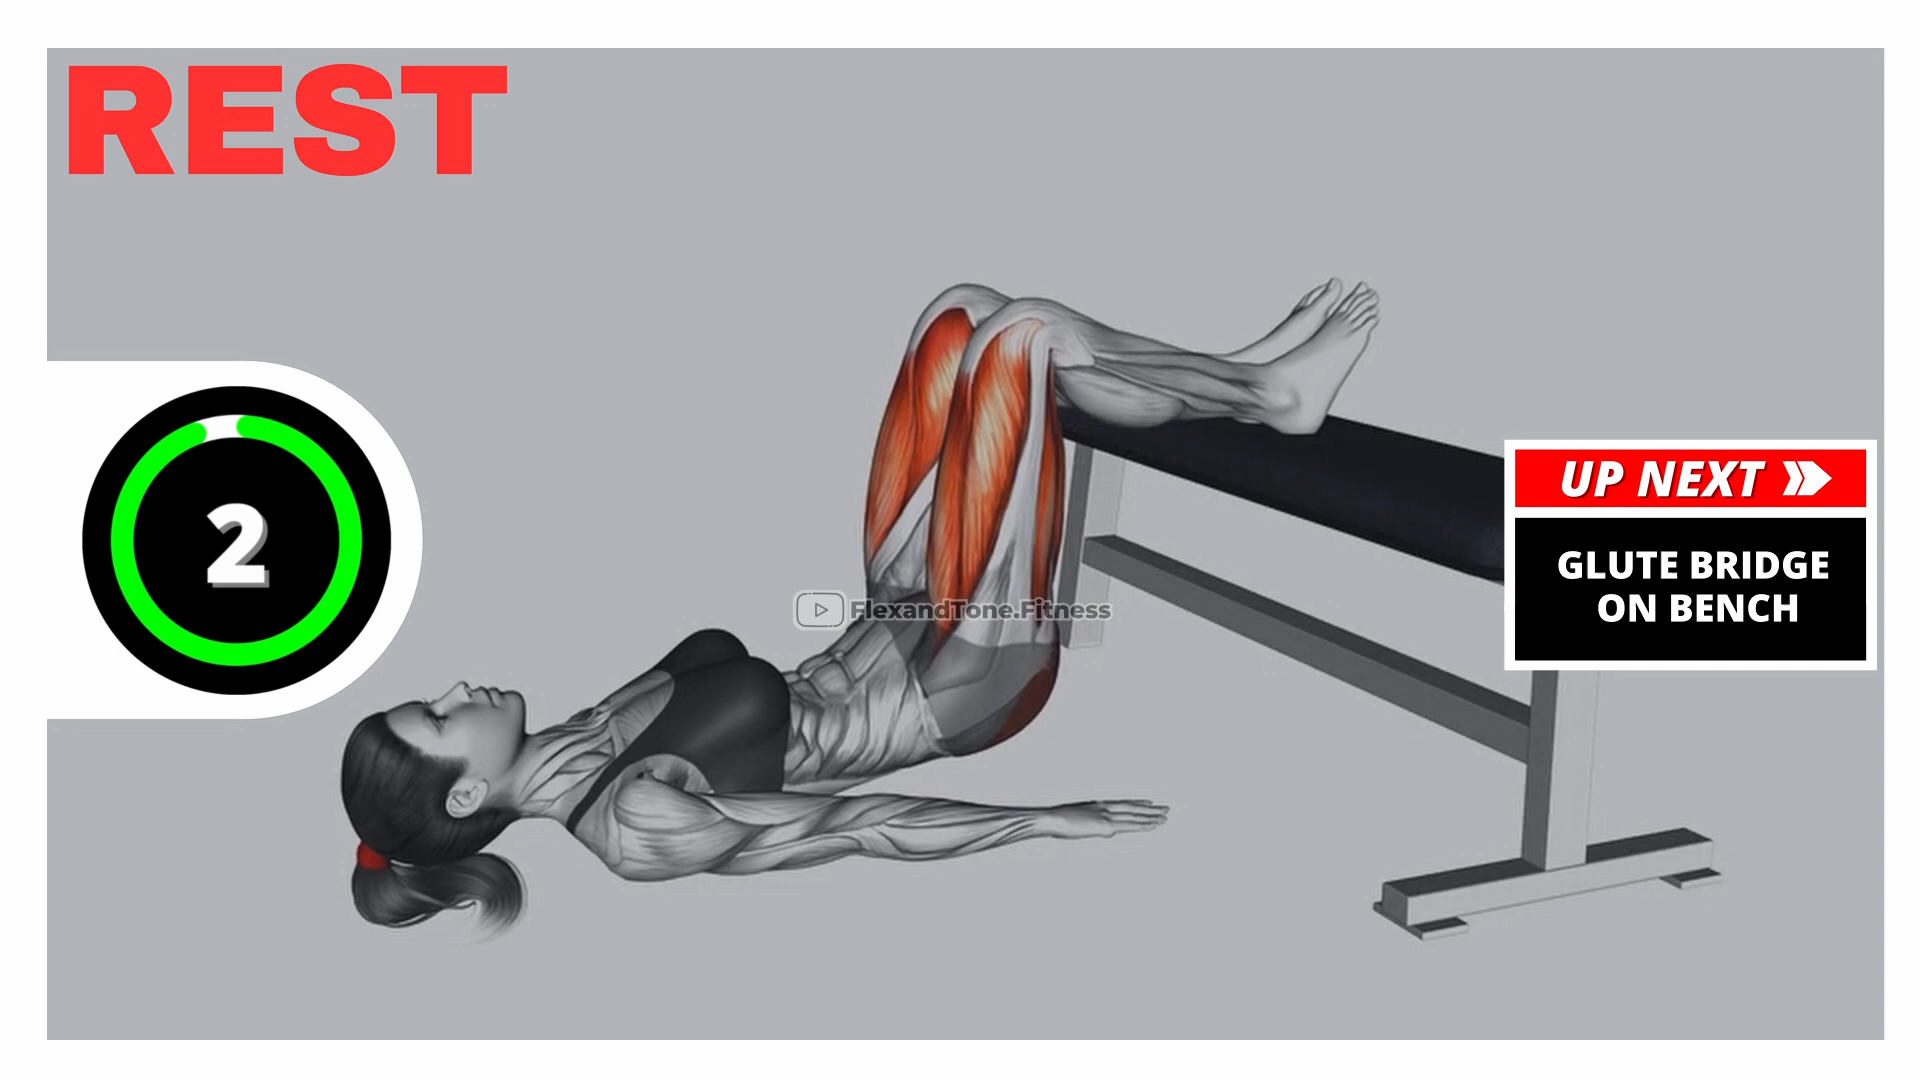 REST
2
UP NEXT
GLUTE BRIDGE
ON BENCH
FlexandTone.Fitness